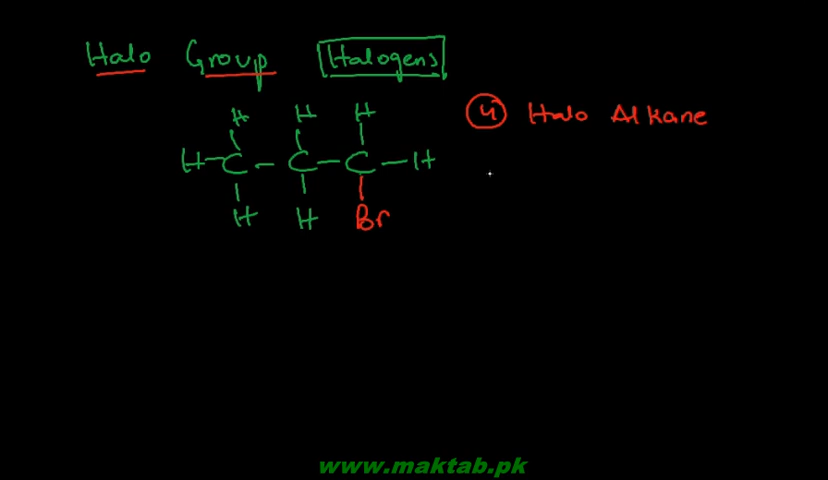 Halo Group Halogens
4 Halo Alkane
H H H
H-C-C-C-H
H H Br
www.maktab.pk